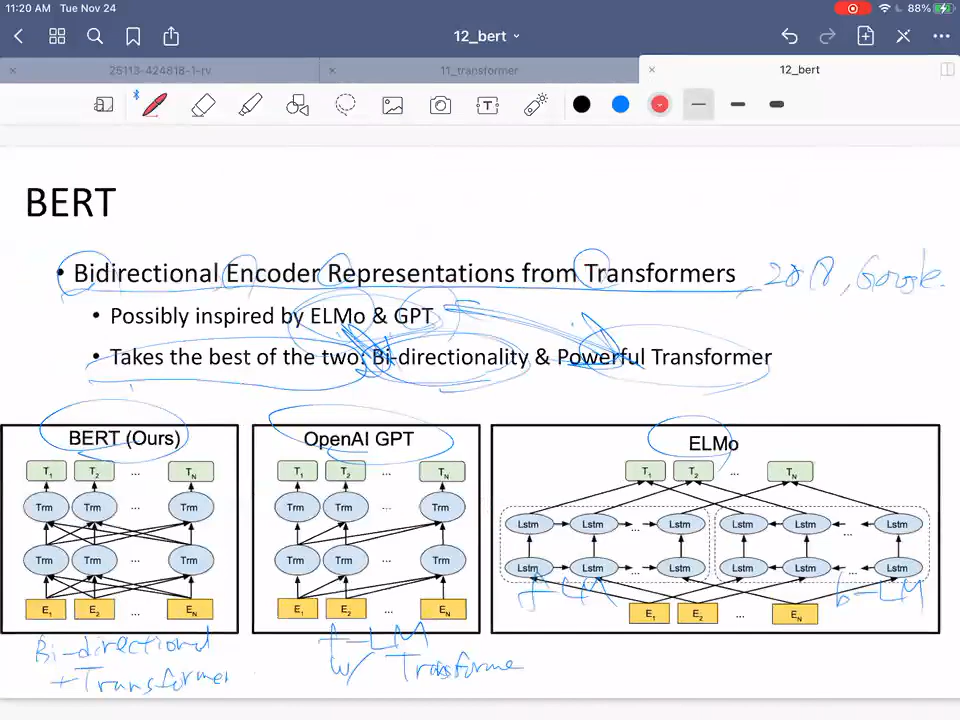 11:20 AM Tue Nov 24
88%
12_bert
25113-424818-1-rv
11_transformer
12_bert
BERT
• Bidirectional Encoder Representations from Transformers, 2018, Google.
• Possibly inspired by ELMo & GPT
• Takes the best of the two: Bi-directionality & Powerful Transformer
BERT (Ours)
T1 T2 ... TN
Trm Trm ... Trm
Trm Trm ... Trm
E1 E2 ... EN
Bi-directional
+Transformer
OpenAI GPT
T1 T2 ... TN
Trm Trm ... Trm
Trm Trm ... Trm
E1 E2 ... EN
f-LM
w/ Transforme
ELMo
T1 T2 ... TN
Lstm Lstm ... Lstm Lstm Lstm ... Lstm
Lstm Lstm ... Lstm Lstm Lstm ... Lstm
f-LM b-LM
E1 E2 ... EN